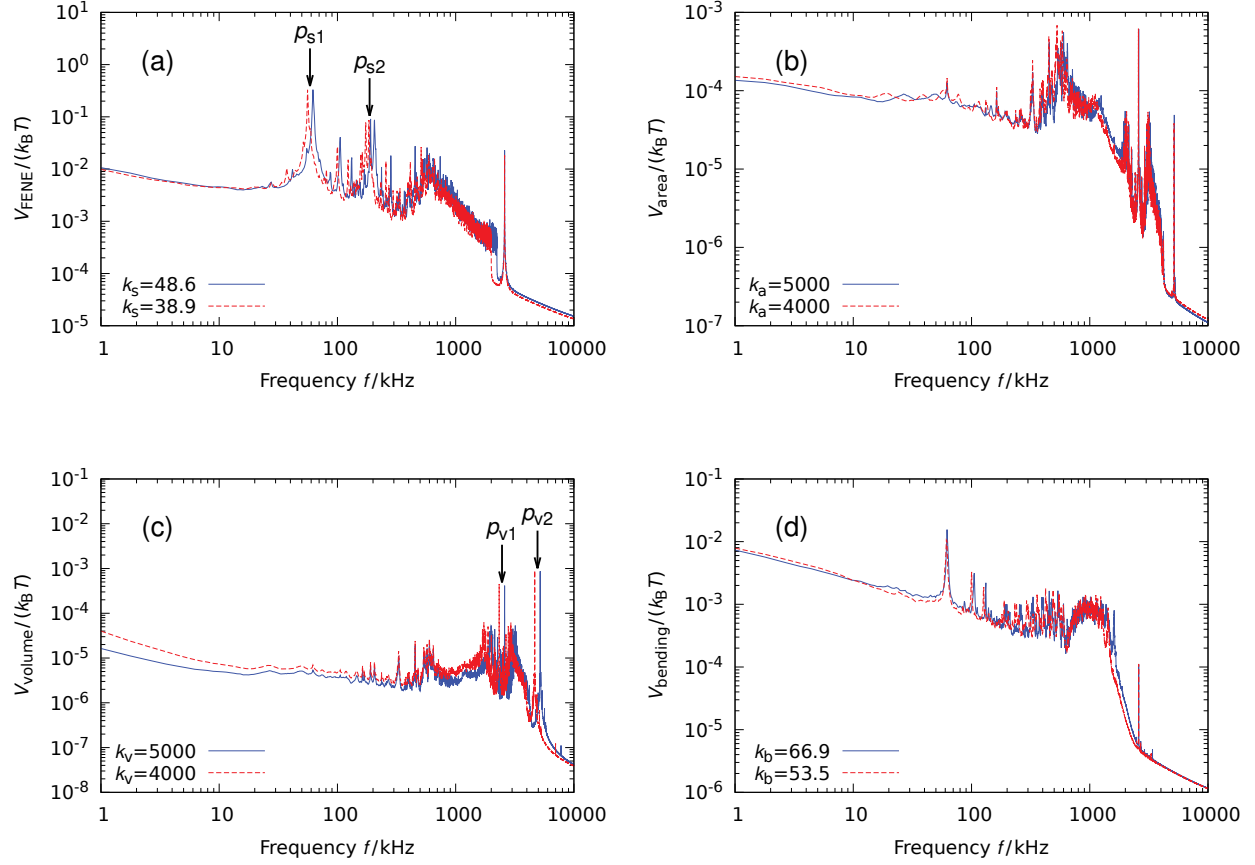 (a)
p_s1
p_s2
V_FENE/(k_BT)
10^1
10^0
10^-1
10^-2
10^-3
10^-4
10^-5
k_s=48.6
k_s=38.9
1 10 100 1000 10000
Frequency f/kHz
(b)
V_area/(k_BT)
10^-3
10^-4
10^-5
10^-6
10^-7
k_a=5000
k_a=4000
1 10 100 1000 10000
Frequency f/kHz
(c)
p_v1
p_v2
V_volume/(k_BT)
10^-1
10^-2
10^-3
10^-4
10^-5
10^-6
10^-7
10^-8
k_v=5000
k_v=4000
1 10 100 1000 10000
Frequency f/kHz
(d)
V_bending/(k_BT)
10^-1
10^-2
10^-3
10^-4
10^-5
10^-6
k_b=66.9
k_b=53.5
1 10 100 1000 10000
Frequency f/kHz